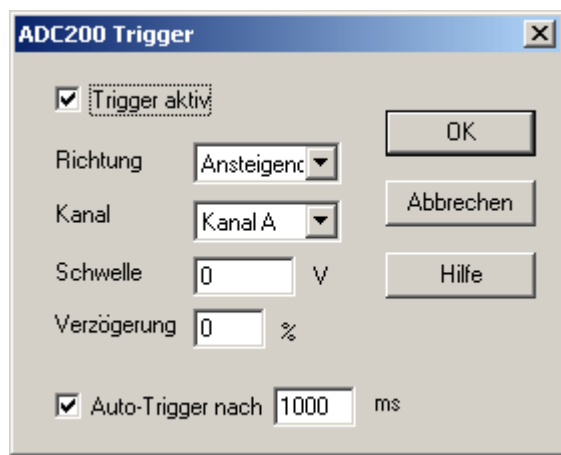 ADC200 Trigger
Trigger aktiv
OK
Richtung Ansteigend
Kanal Kanal A
Abbrechen
Schwelle 0 V
Hilfe
Verzögerung 0 %
Auto-Trigger nach 1000 ms